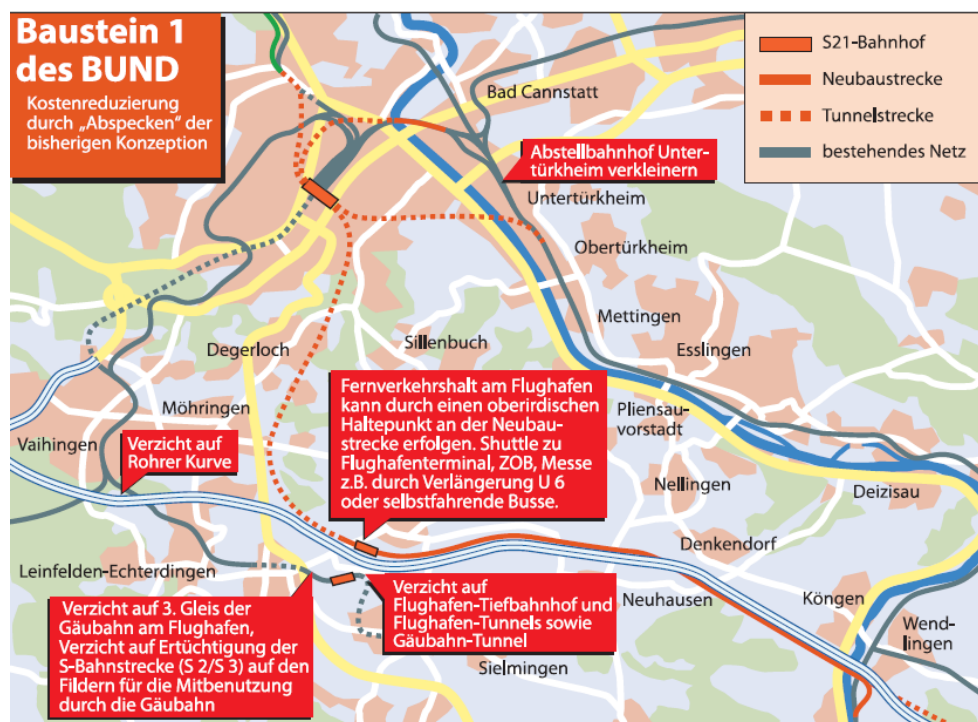 Baustein 1
des BUND
Kostenreduzierung
durch „Abspecken“ der
bisherigen Konzeption
S21-Bahnhof
Neubaustrecke
Tunnelstrecke
bestehendes Netz
Bad Cannstatt
Abstellbahnhof Unter-
türkheim verkleinern
Untertürkheim
Obertürkheim
Mettingen
Esslingen
Sillenbuch
Degerloch
Fernverkehrshalt am Flughafen
kann durch einen oberirdischen
Haltepunkt an der Neubau-
strecke erfolgen. Shuttle zu
Flughafenterminal, ZOB, Messe
z.B. durch Verlängerung U 6
oder selbstfahrende Busse.
Pliensau-
vorstadt
Möhringen
Vaihingen
Verzicht auf
Rohrer Kurve
Nellingen
Deizisau
Denkendorf
Leinfelden-Echterdingen
Neuhausen
Köngen
Wend-
lingen
Verzicht auf 3. Gleis der
Gäubahn am Flughafen,
Verzicht auf Ertüchtigung der
S-Bahnstrecke (S 2/S 3) auf den
Fildern für die Mitbenutzung
durch die Gäubahn
Verzicht auf
Flughafen-Tiefbahnhof und
Flughafen-Tunnels sowie
Gäubahn-Tunnel
Sielmingen